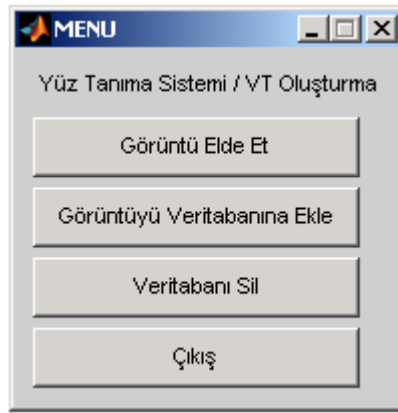 MENU
Yüz Tanıma Sistemi / VT Oluşturma
Görüntü Elde Et
Görüntüyü Veritabanına Ekle
Veritabanı Sil
Çıkış